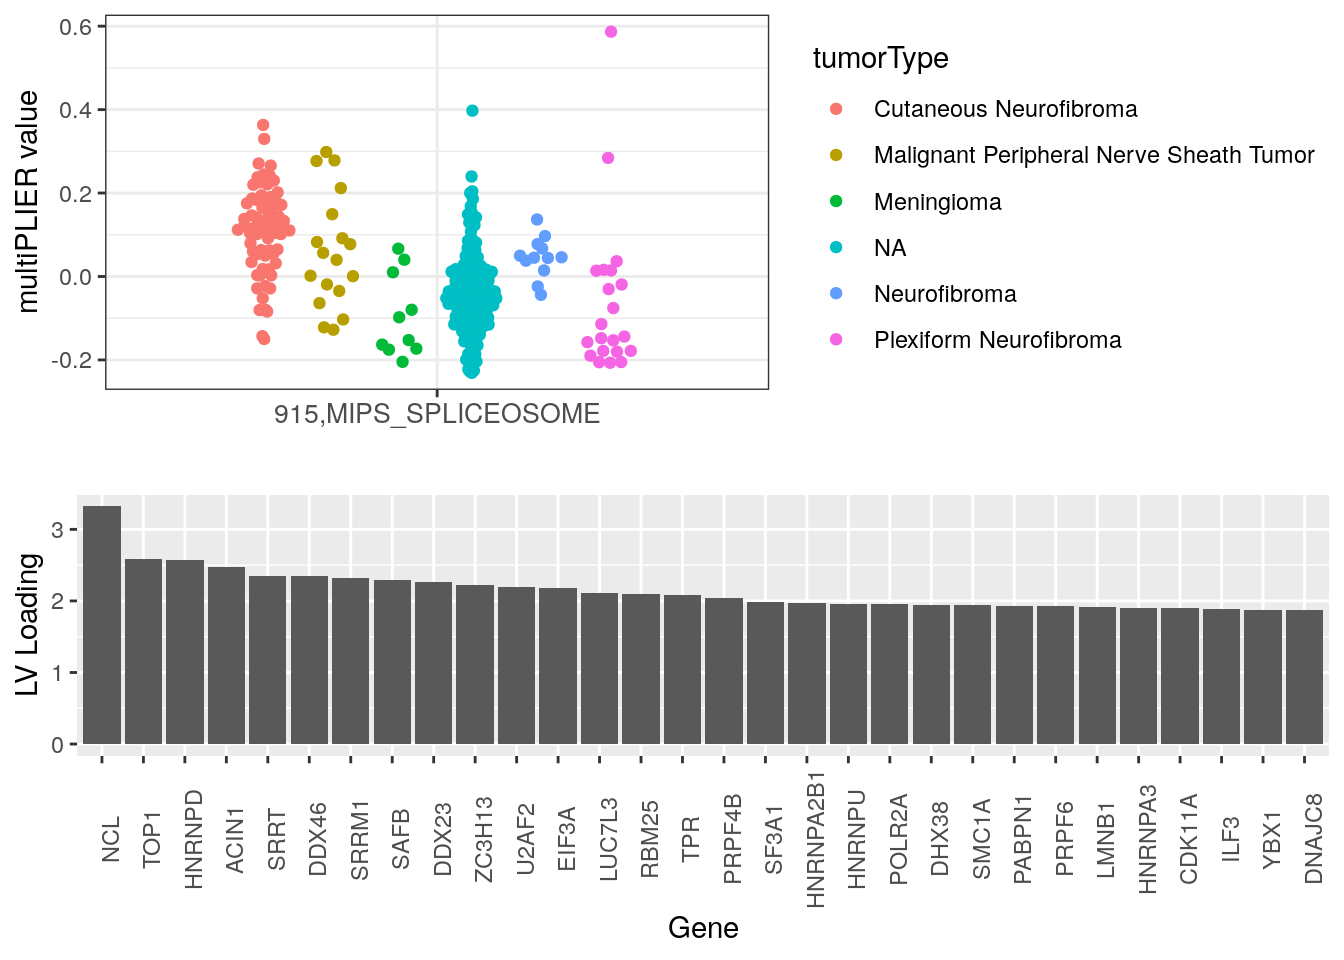 multiPLIER value
0.6
0.4
0.2
0.0
-0.2
915,MIPS_SPLICEOSOME
tumorType
Cutaneous Neurofibroma
Malignant Peripheral Nerve Sheath Tumor
Meningioma
NA
Neurofibroma
Plexiform Neurofibroma
LV Loading
3
2
1
0
NCL
TOP1
HNRNPD
ACIN1
SRRT
DDX46
SRRM1
SAFB
DDX23
ZC3H13
U2AF2
EIF3A
LUC7L3
RBM25
TPR
PRPF4B
SF3A1
HNRNPA2B1
HNRNPU
POLR2A
DHX38
SMC1A
PABPN1
PRPF6
LMNB1
HNRNPA3
CDK11A
ILF3
YBX1
DNAJC8
Gene